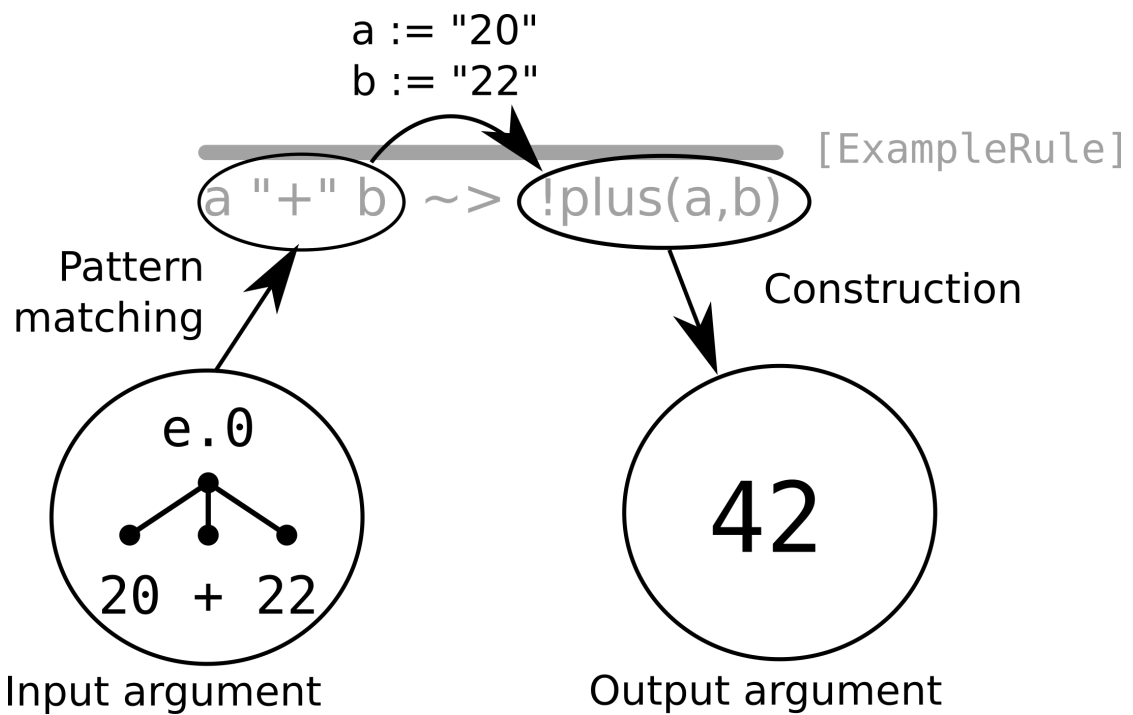 a := "20"
b := "22"
[ExampleRule]
a "+" b ~> !plus(a,b)
Pattern
matching
Construction
e.0
20 + 22
42
Input argument
Output argument